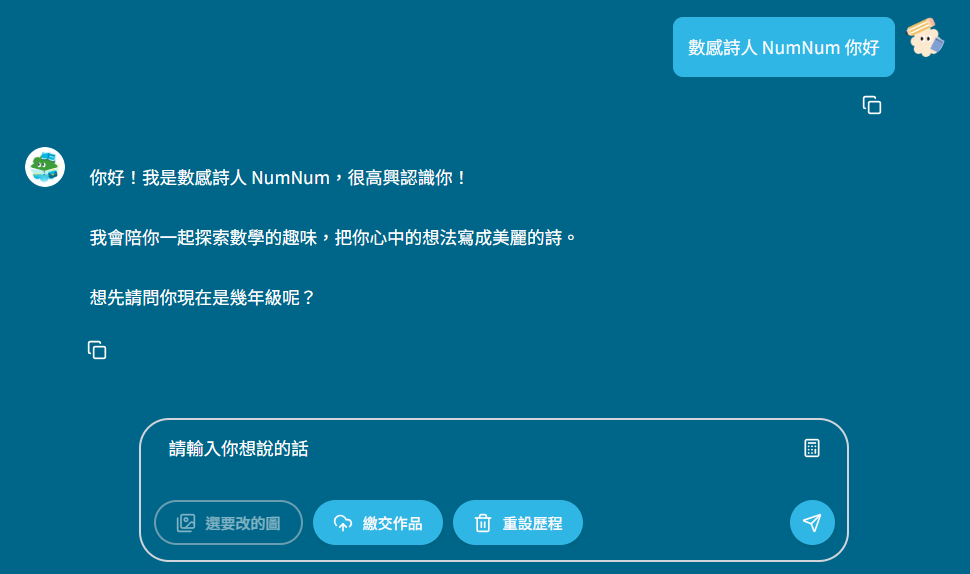 數感詩人 NumNum 你好
你好！我是數感詩人 NumNum，很高興認識你！
我會陪你一起探索數學的趣味，把你心中的想法寫成美麗的詩。
想先請問你現在是幾年級呢？
請輸入你想說的話
選要改的圖
繳交作品
重設歷程